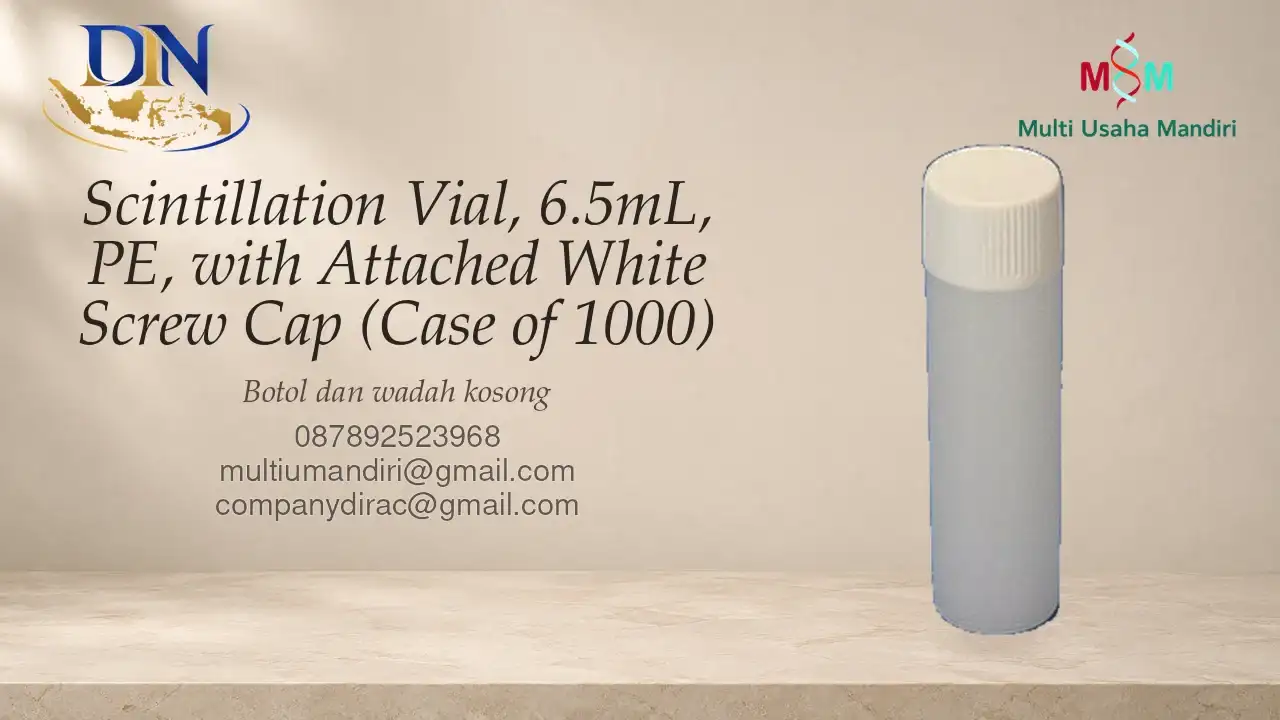 DIN
MSM
Multi Usaha Mandiri
Scintillation Vial, 6.5mL,
PE, with Attached White
Screw Cap (Case of 1000)
Botol dan wadah kosong
087892523968
multiumandiri@gmail.com
companydirac@gmail.com